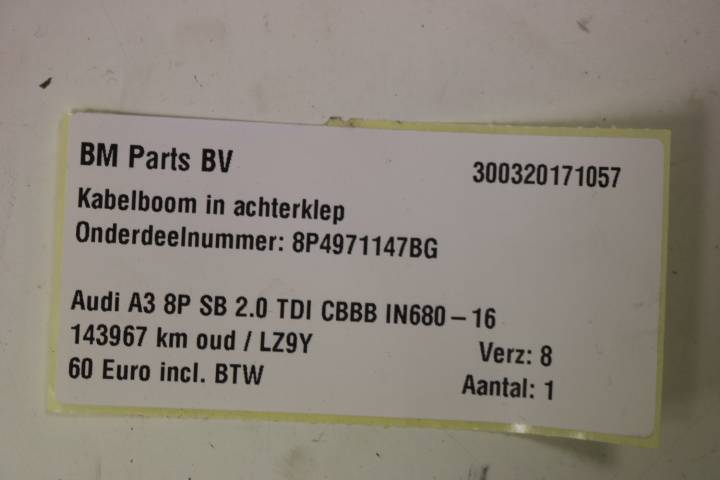 BM Parts BV 300320171057
Kabelboom in achterklep
Onderdeelnummer: 8P4971147BG
Audi A3 8P SB 2.0 TDI CBBB IN680-16
143967 km oud / LZ9Y Verz: 8
60 Euro incl. BTW Aantal: 1